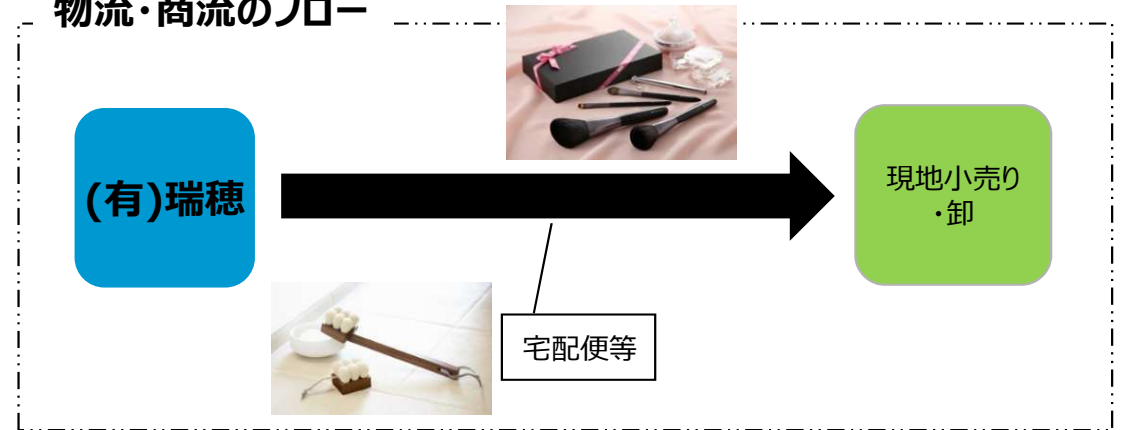 物流・商流のフロー
(有)瑞穂
現地小売り
・卸
宅配便等